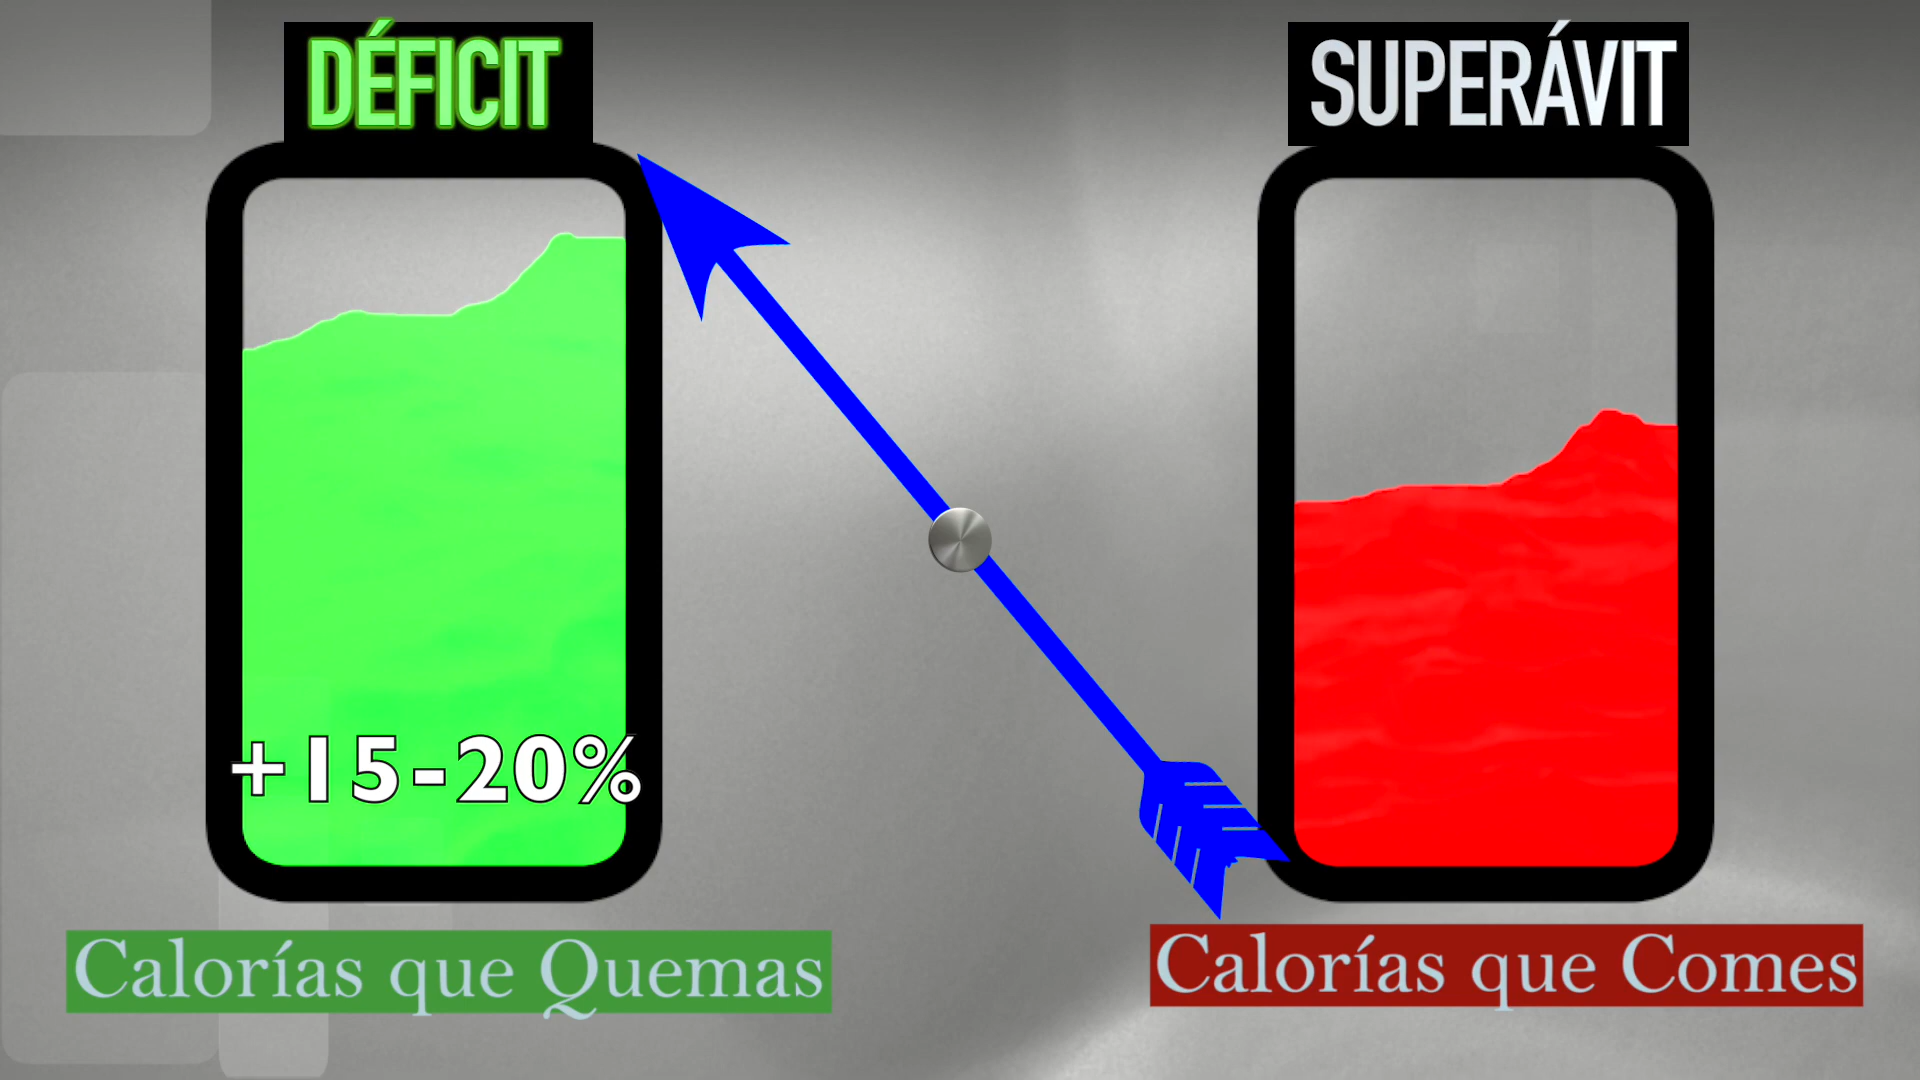 DÉFICIT
SUPERÁVIT
+15-20%
Calorías que Quemas
Calorías que Comes